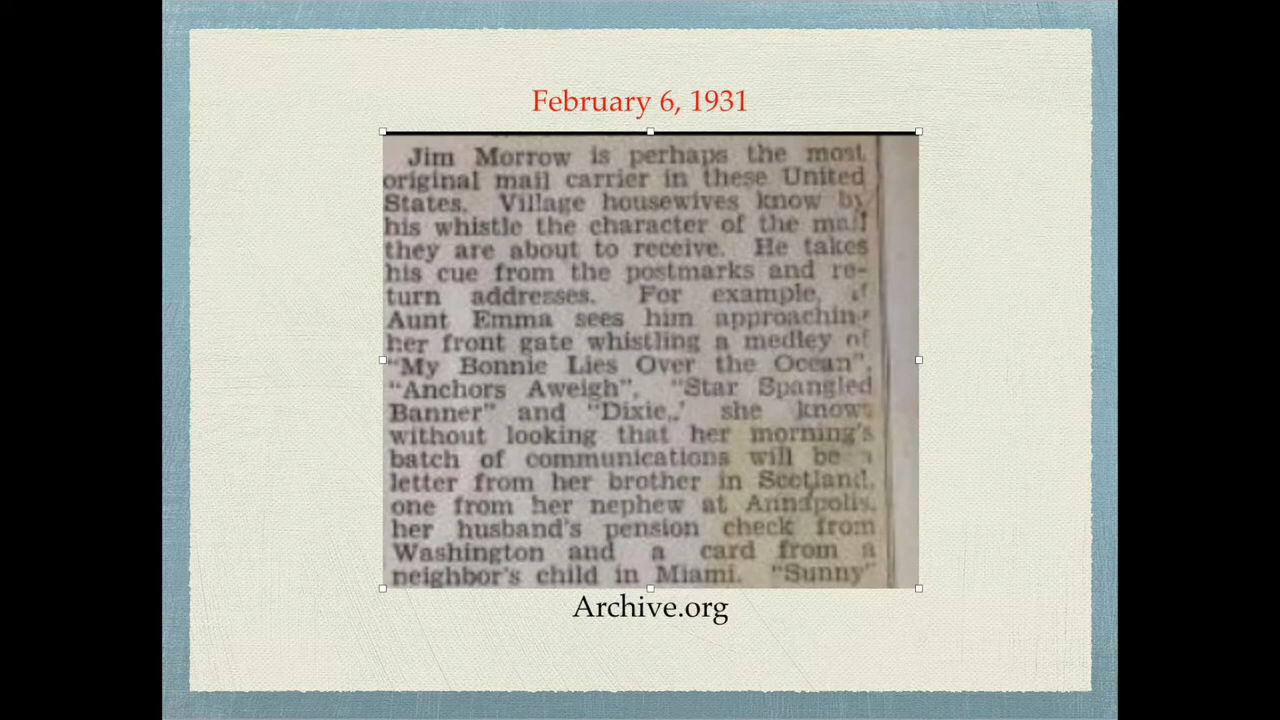 February 6, 1931
Jim Morrow is perhaps the most
original mail carrier in these United
States. Village housewives know by
his whistle the character of the mail
they are about to receive. He takes
his cue from the postmarks and re-
turn addresses. For example, if
Aunt Emma sees him approaching
her front gate whistling a medley of
"My Bonnie Lies Over the Ocean",
"Anchors Aweigh", "Star Spangled
Banner" and "Dixie,.' she knows
without looking that her morning's
batch of communications will be a
letter from her brother in Scotland,
one from her nephew at Annapolis,
her husband's pension check from
Washington and a card from a
neighbor's child in Miami. "Sunny"
Archive.org